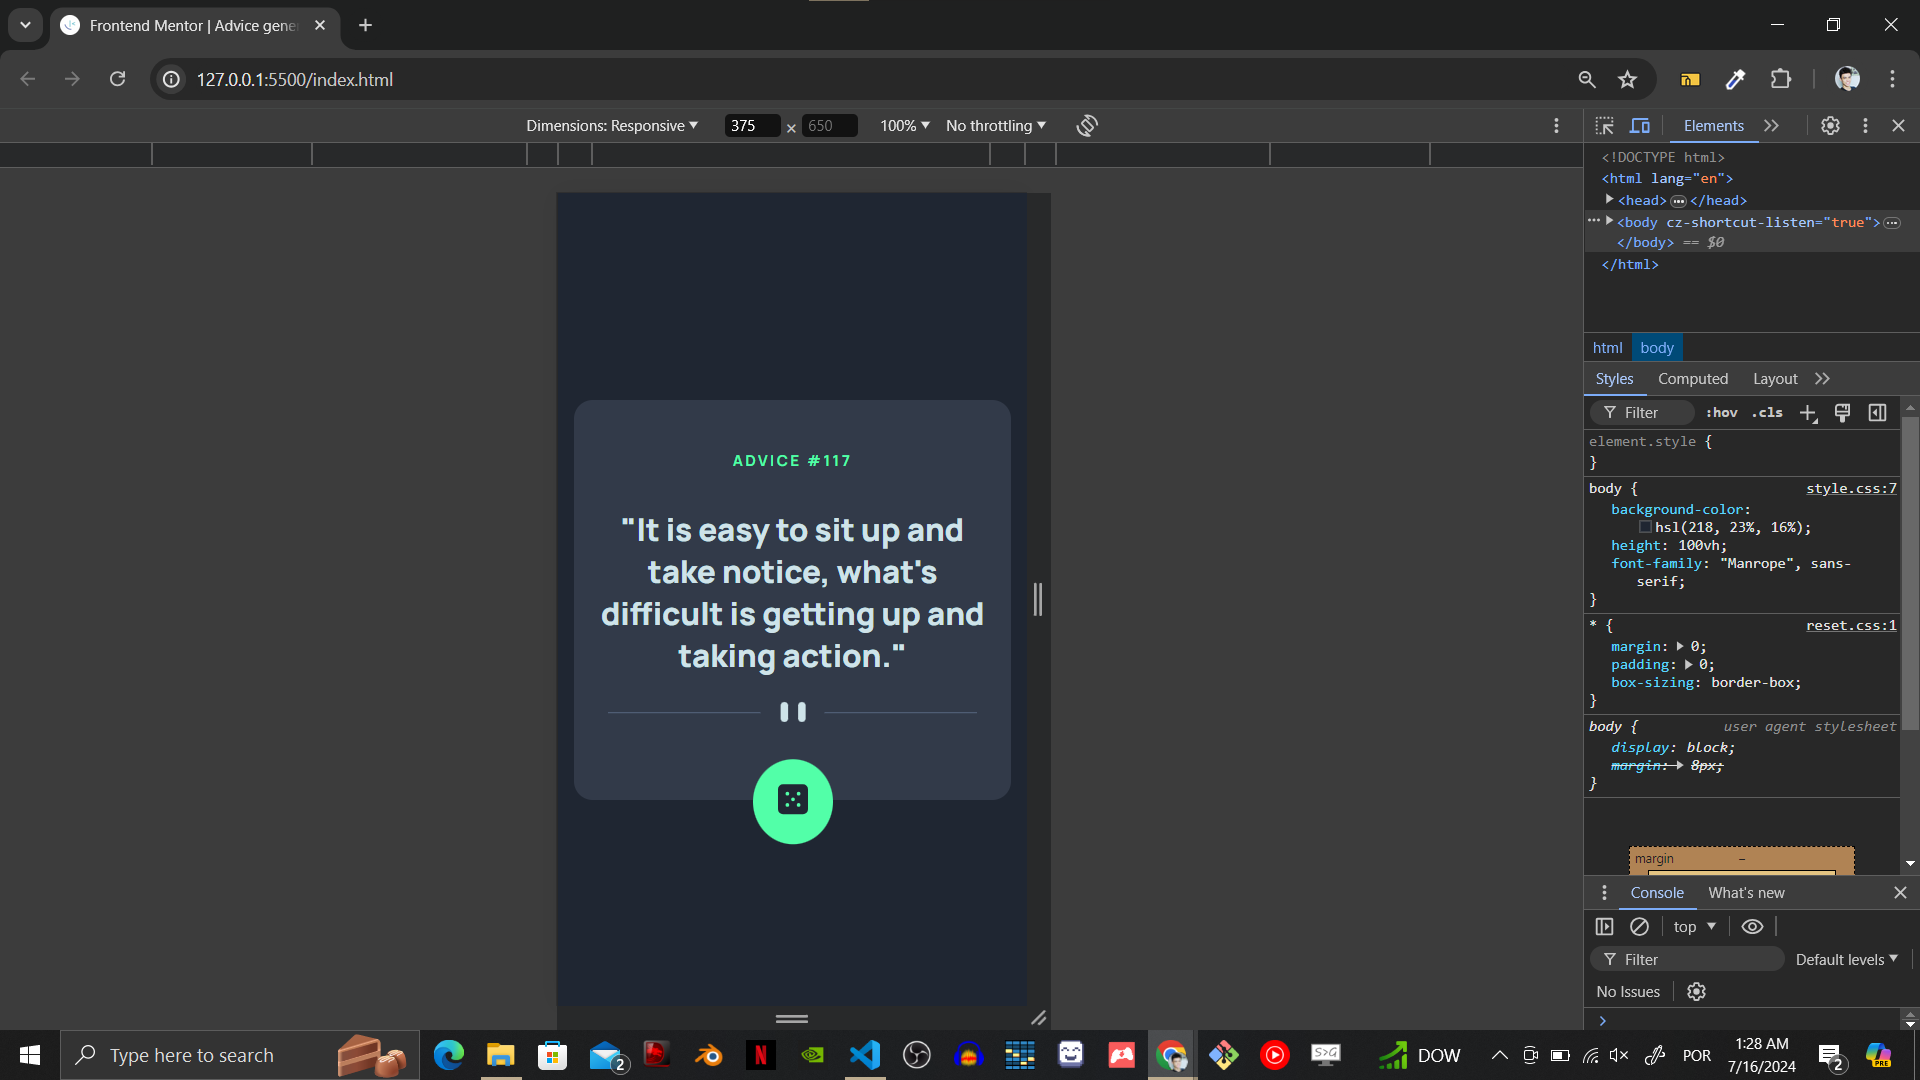 Frontend Mentor | Advice gene
127.0.0.1:5500/index.html
Dimensions: Responsive 375 × 650 100% No throttling
Elements
<!DOCTYPE html>
<html lang="en">
<head> </head>
<body cz-shortcut-listen="true">
</body> == $0
</html>
html body
Styles Computed Layout
Filter :hov .cls
element.style {
}
body { style.css:7
background-color:
hsl(218, 23%, 16%);
height: 100vh;
font-family: "Manrope", sans-
serif;
}
* { reset.css:1
margin: 0;
padding: 0;
box-sizing: border-box;
}
body { user agent stylesheet
display: block;
margin: 8px;
}
margin –
Console What's new
top
Filter Default levels
No Issues
ADVICE #117
"It is easy to sit up and
take notice, what's
difficult is getting up and
taking action."
Type here to search
2
N
S>G
DOW
POR
1:28 AM
7/16/2024
2
PRE